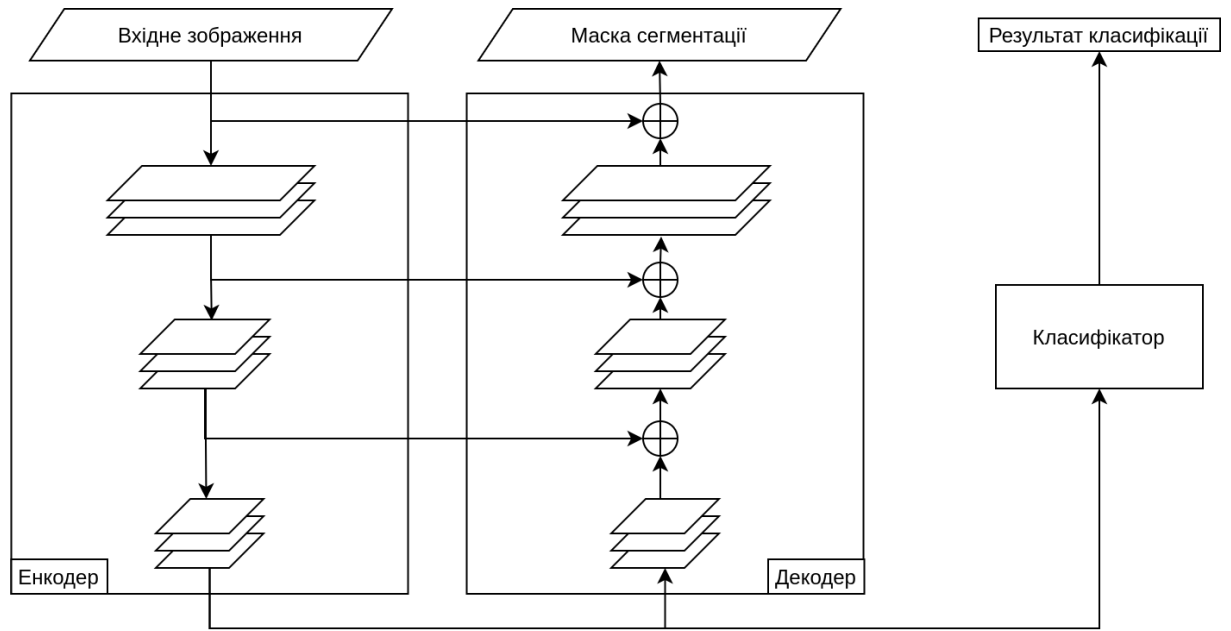 Вхідне зображення
Маска сегментації
Результат класифікації
Класифікатор
Енкодер
Декодер